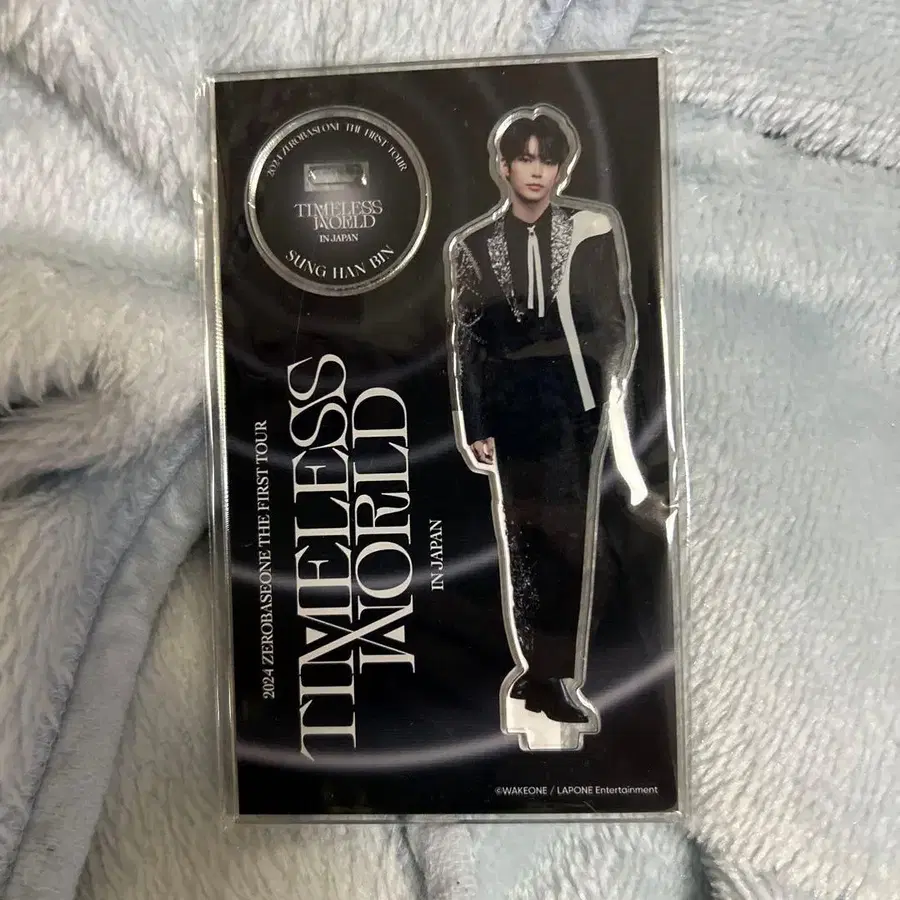 2024 ZEROBASEONE THE FIRST TOUR
TIMELESS
WORLD
IN JAPAN
SUNG HAN BIN
2024 ZEROBASEONE THE FIRST TOUR
TIMELESS
WORLD
IN JAPAN
©WAKEONE / LAPONE Entertainment